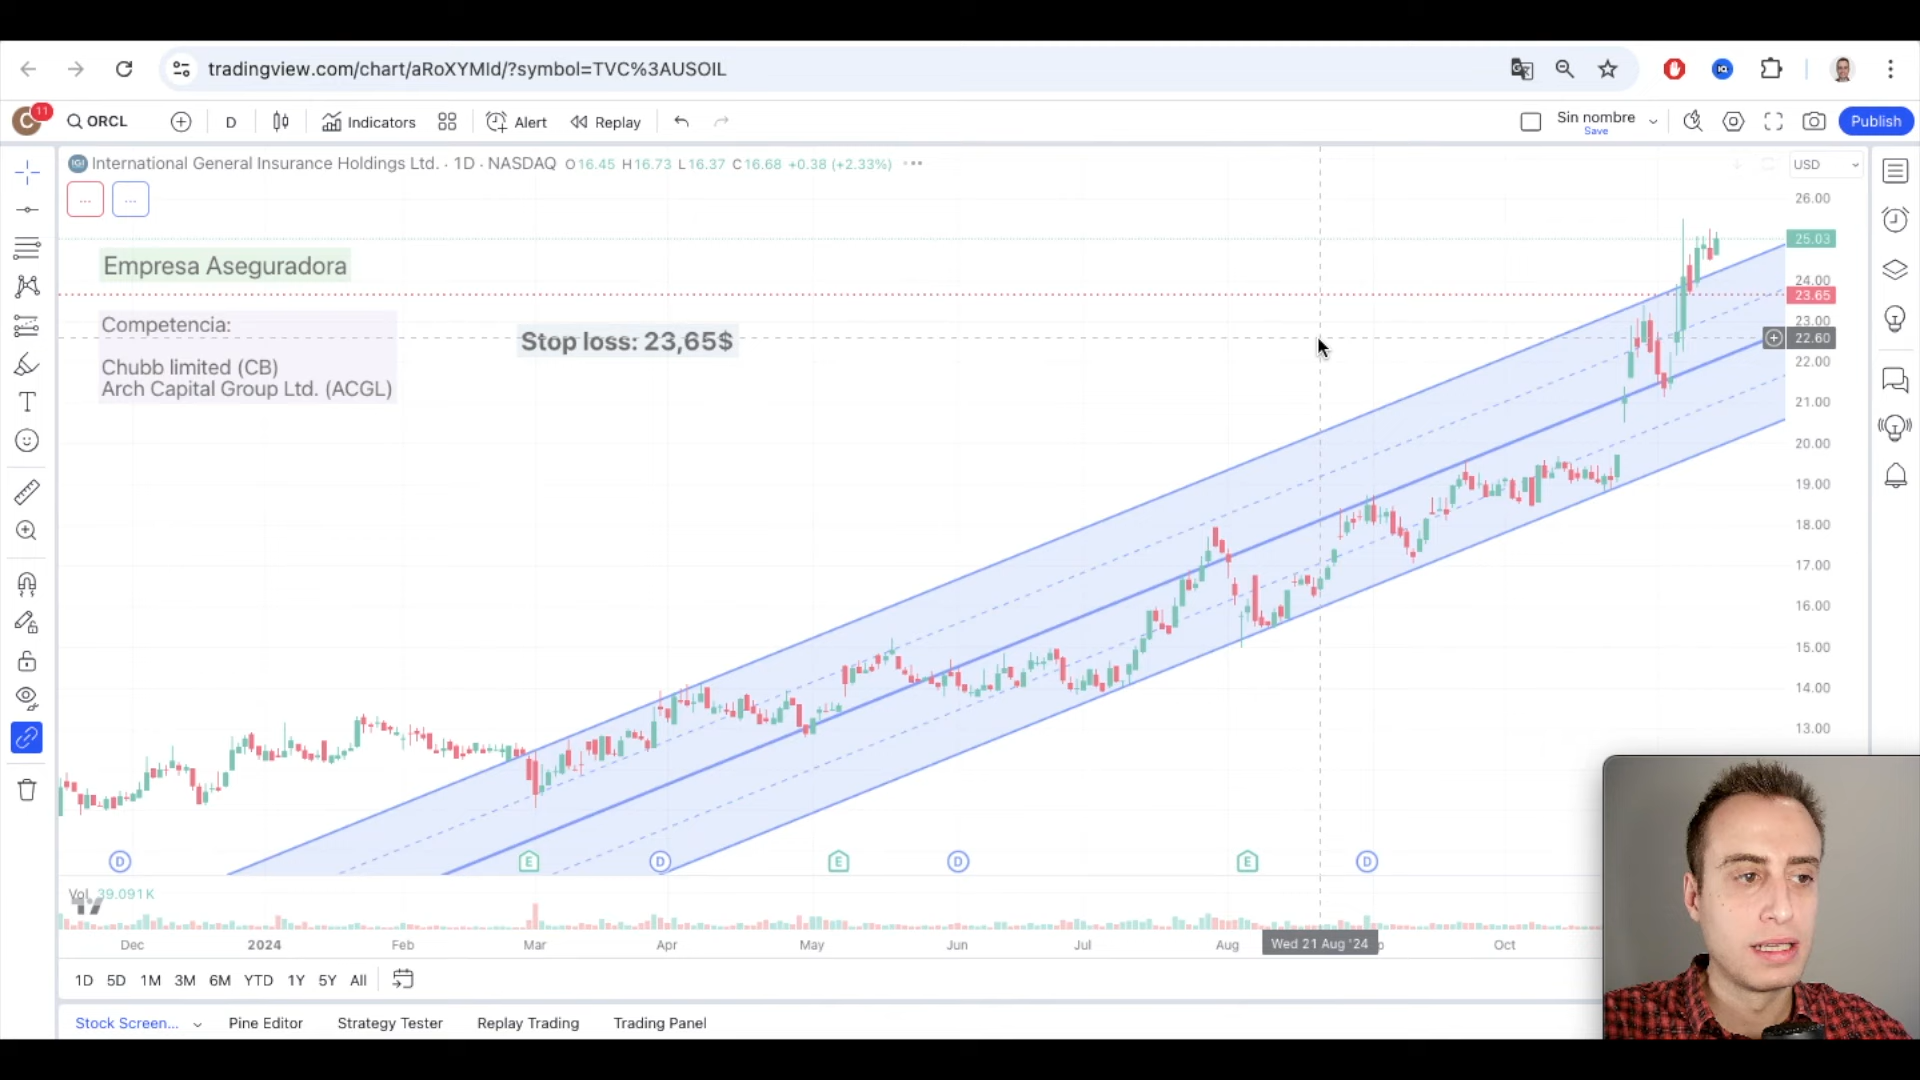 tradingview.com/chart/aRoXYMId/?symbol=TVC%3AUSOIL
C 11 ORCL D Indicators Alert Replay Sin nombre Save Publish
IGI International General Insurance Holdings Ltd. · 1D · NASDAQ O16.45 H16.73 L16.37 C16.68 +0.38 (+2.33%)
USD
26.00
25.03
Empresa Aseguradora
24.00
23.65
Competencia:
23.00
Stop loss: 23,65$
22.60
Chubb limited (CB)
22.00
Arch Capital Group Ltd. (ACGL)
21.00
20.00
19.00
18.00
17.00
16.00
15.00
14.00
13.00
D E D E D E D
Vol 39.091K
Dec 2024 Feb Mar Apr May Jun Jul Aug Wed 21 Aug '24 Oct
1D 5D 1M 3M 6M YTD 1Y 5Y All
Stock Screen... Pine Editor Strategy Tester Replay Trading Trading Panel